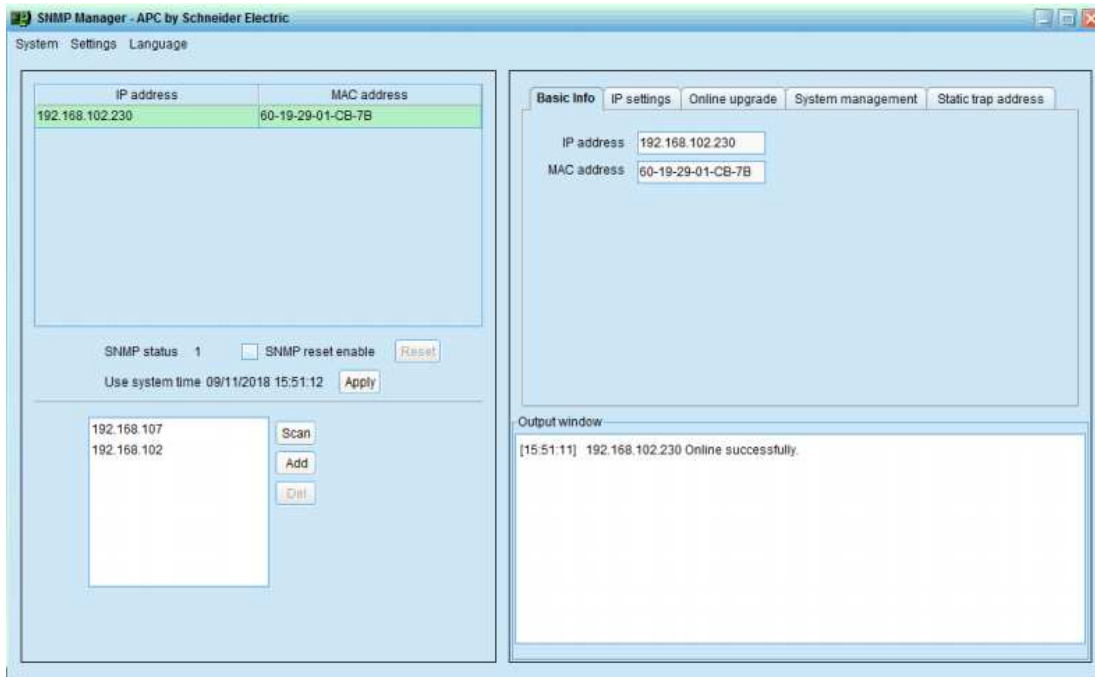 SNMP Manager - APC by Schneider Electric
System Settings Language
IP address MAC address
192.168.102.230 60-19-29-01-CB-7B
SNMP status 1 SNMP reset enable Reset
Use system time 09/11/2018 15:51:12 Apply
192.168.107
192.168.102
Scan
Add
Del
Basic Info IP settings Online upgrade System management Static trap address
IP address 192.168.102.230
MAC address 60-19-29-01-CB-7B
Output window
[15:51:11] 192.168.102.230 Online successfully.